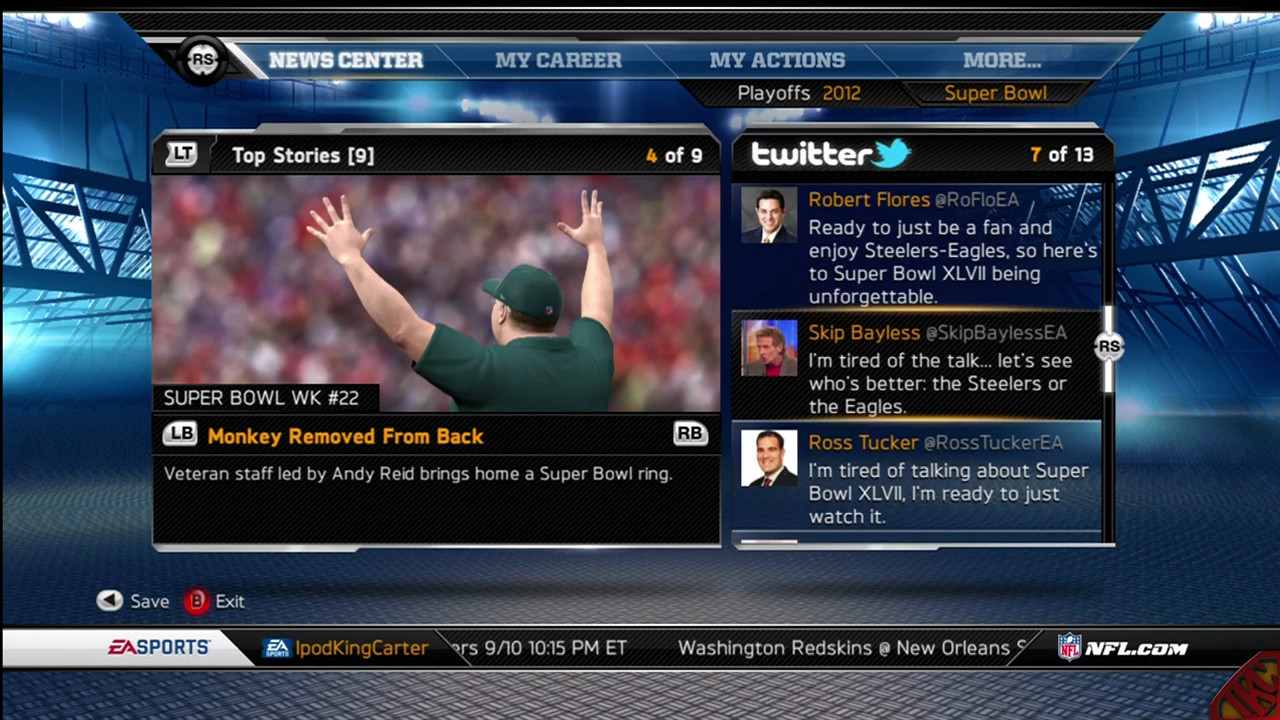 RS
NEWS CENTER
MY CAREER
MY ACTIONS
MORE...
Playoffs 2012
Super Bowl
LT
Top Stories [9]
4 of 9
SUPER BOWL WK #22
LB
Monkey Removed From Back
RB
Veteran staff led by Andy Reid brings home a Super Bowl ring.
twitter
7 of 13
Robert Flores @RoFloEA
Ready to just be a fan and
enjoy Steelers-Eagles, so here's
to Super Bowl XLVII being
unforgettable.
Skip Bayless @SkipBaylessEA
I'm tired of the talk... let's see
who's better: the Steelers or
the Eagles.
RS
Ross Tucker @RossTuckerEA
I'm tired of talking about Super
Bowl XLVII, I'm ready to just
watch it.
Save
B Exit
EA SPORTS
EA SPORTS IpodKingCarter
ers 9/10 10:15 PM ET
Washington Redskins @ New Orleans S
NFL NFL.COM
IKC